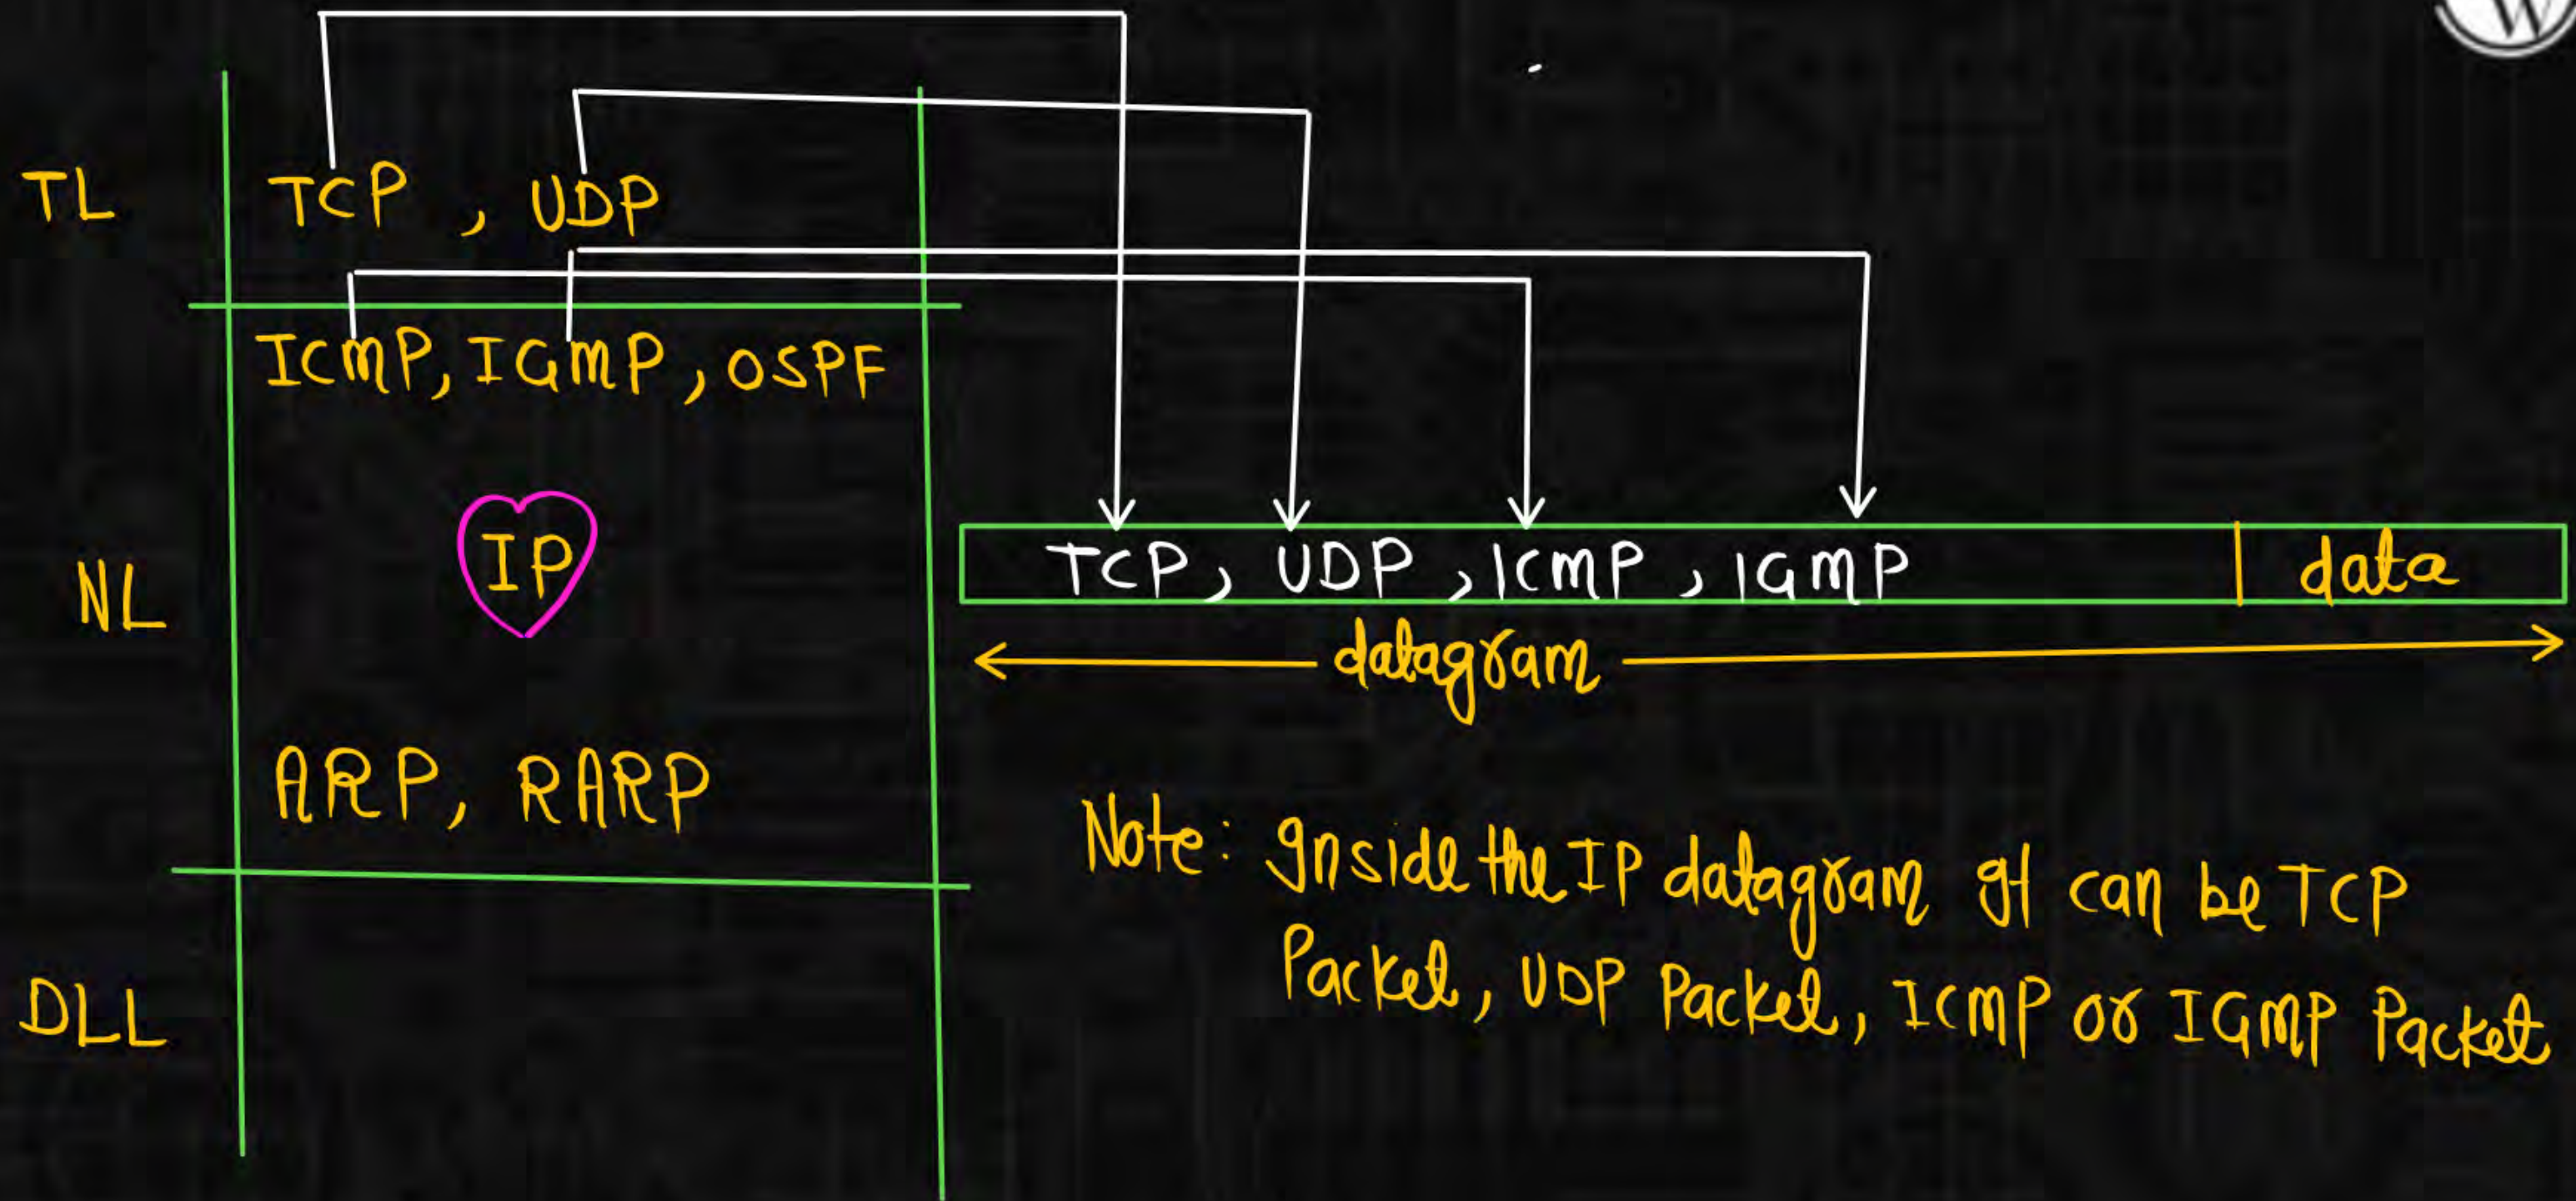 TL
TCP , UDP
ICMP, IGMP, OSPF
NL
IP
TCP, UDP, ICMP, IGMP | data
datagram
ARP, RARP
Note: Inside the IP datagram It can be TCP
Packet, UDP Packet, ICMP or IGMP Packet
DLL
W